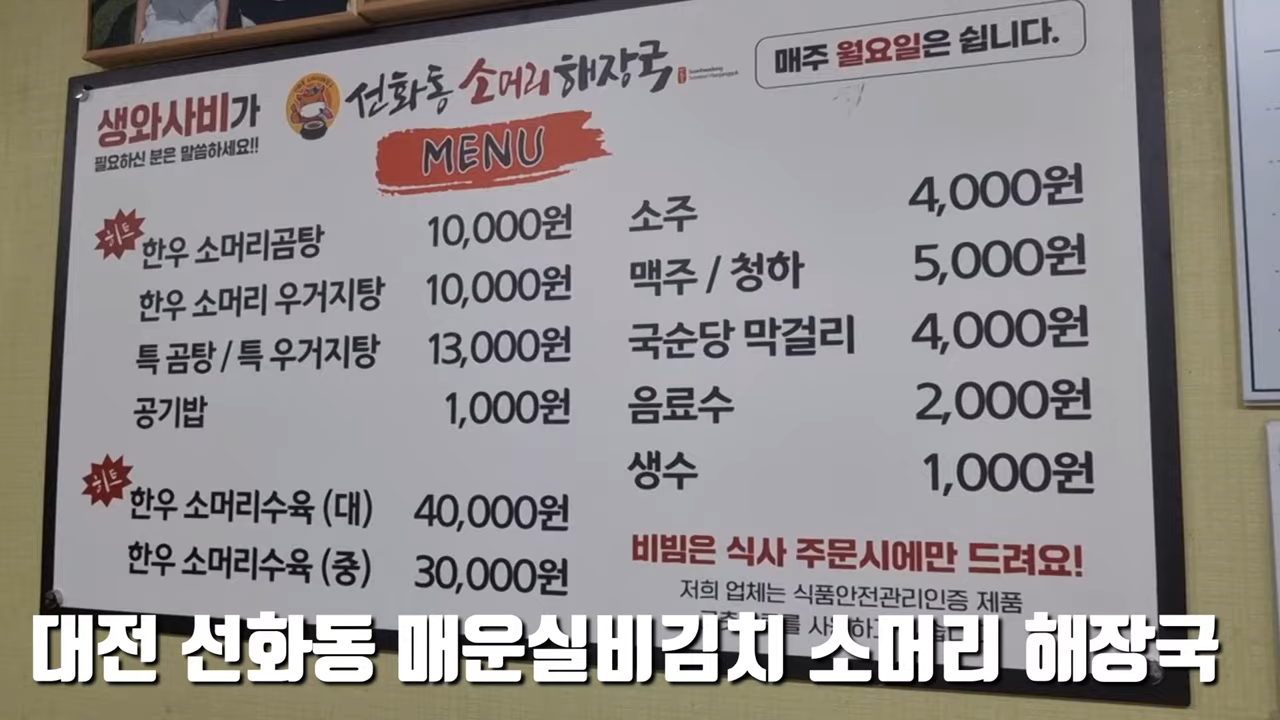 생와사비가
필요하신 분은 말씀하세요!!
선화동 소머리 해장국
매주 월요일은 쉽니다.
MENU
히트
한우 소머리곰탕 10,000원
한우 소머리 우거지탕 10,000원
특 곰탕 / 특 우거지탕 13,000원
공기밥 1,000원
히트
한우 소머리수육 (대) 40,000원
한우 소머리수육 (중) 30,000원
소주 4,000원
맥주 / 청하 5,000원
국순당 막걸리 4,000원
음료수 2,000원
생수 1,000원
비빔은 식사 주문시에만 드려요!
저희 업체는 식품안전관리인증 제품
대전 선화동 매운실비김치 소머리 해장국